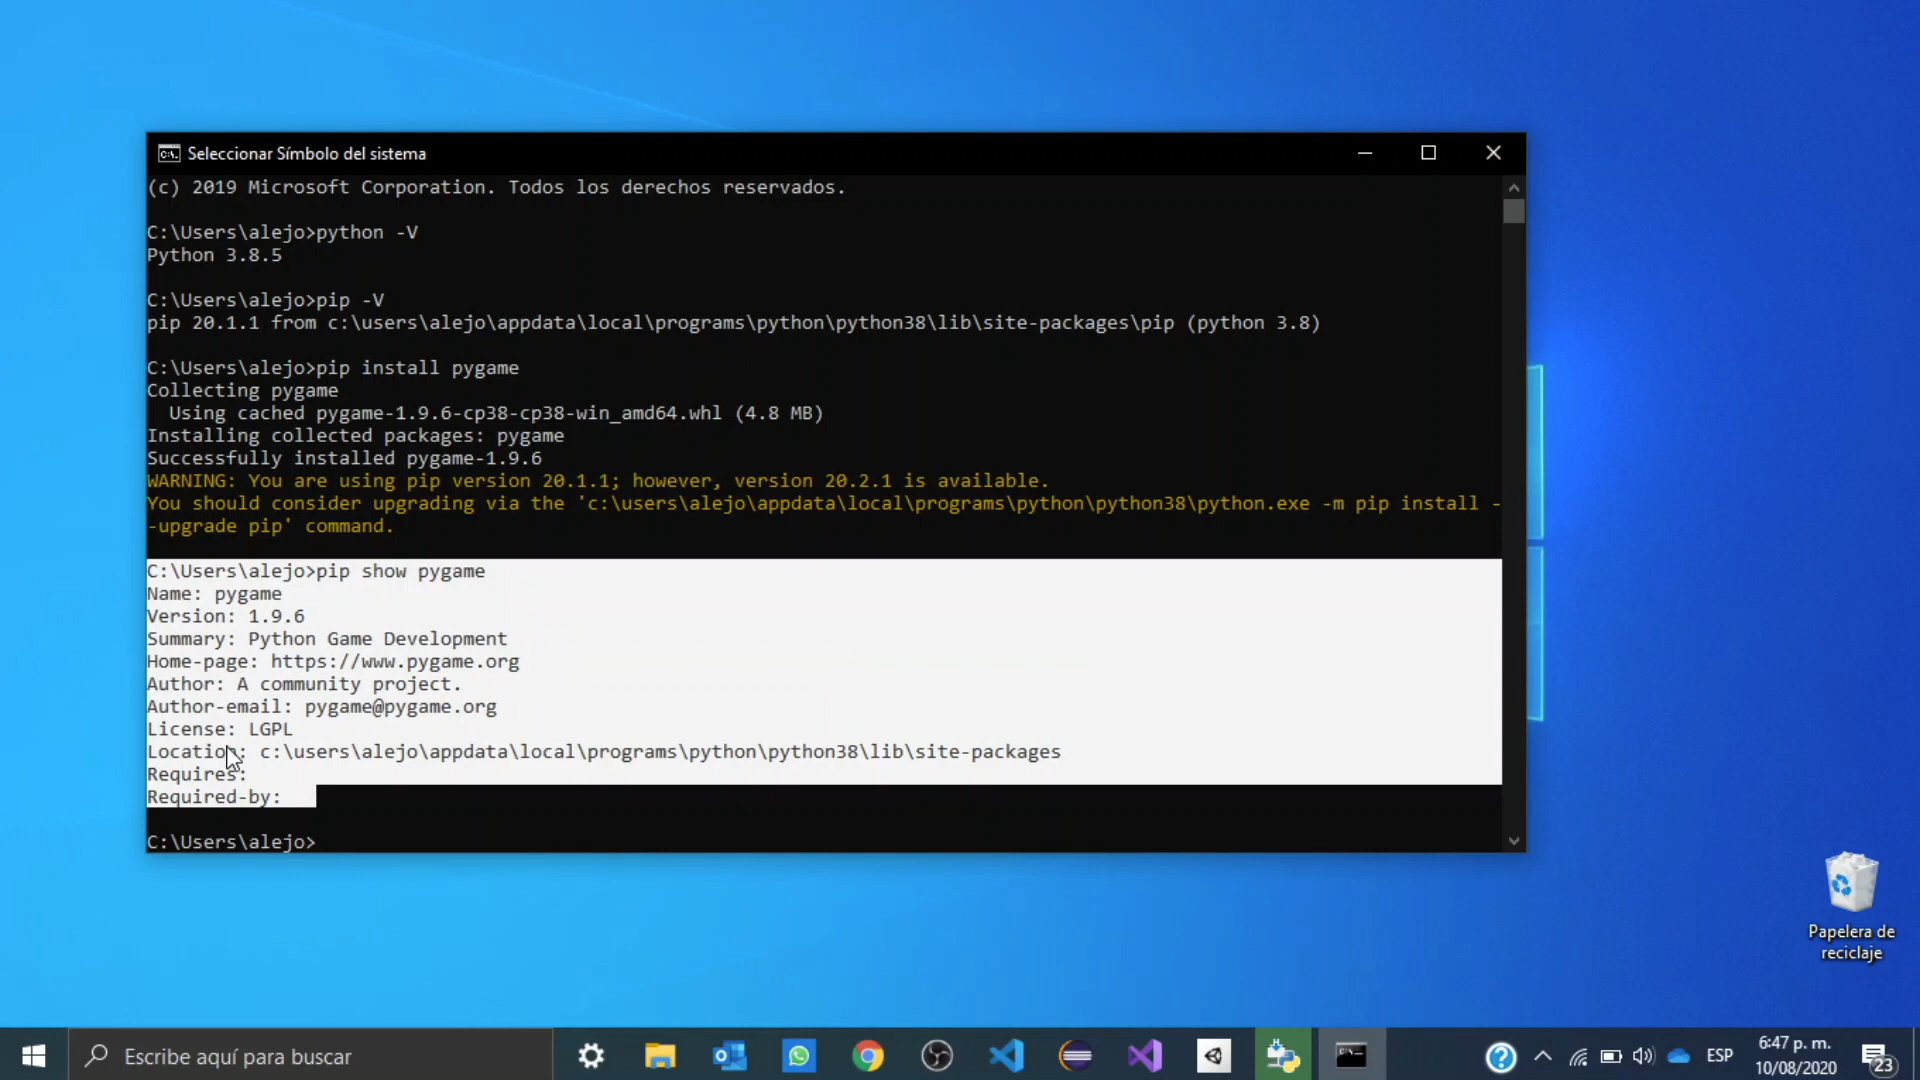 Seleccionar Símbolo del sistema
(c) 2019 Microsoft Corporation. Todos los derechos reservados.
C:\Users\alejo>python -V
Python 3.8.5
C:\Users\alejo>pip -V
pip 20.1.1 from c:\users\alejo\appdata\local\programs\python\python38\lib\site-packages\pip (python 3.8)
C:\Users\alejo>pip install pygame
Collecting pygame
Using cached pygame-1.9.6-cp38-cp38-win_amd64.whl (4.8 MB)
Installing collected packages: pygame
Successfully installed pygame-1.9.6
WARNING: You are using pip version 20.1.1; however, version 20.2.1 is available.
You should consider upgrading via the 'c:\users\alejo\appdata\local\programs\python\python38\python.exe -m pip install -
-upgrade pip' command.
C:\Users\alejo>pip show pygame
Name: pygame
Version: 1.9.6
Summary: Python Game Development
Home-page: https://www.pygame.org
Author: A community project.
Author-email: pygame@pygame.org
License: LGPL
Location: c:\users\alejo\appdata\local\programs\python\python38\lib\site-packages
Requires:
Required-by:
C:\Users\alejo>
Papelera de
reciclaje
Escribe aquí para buscar
ESP
6:47 p. m.
10/08/2020
23